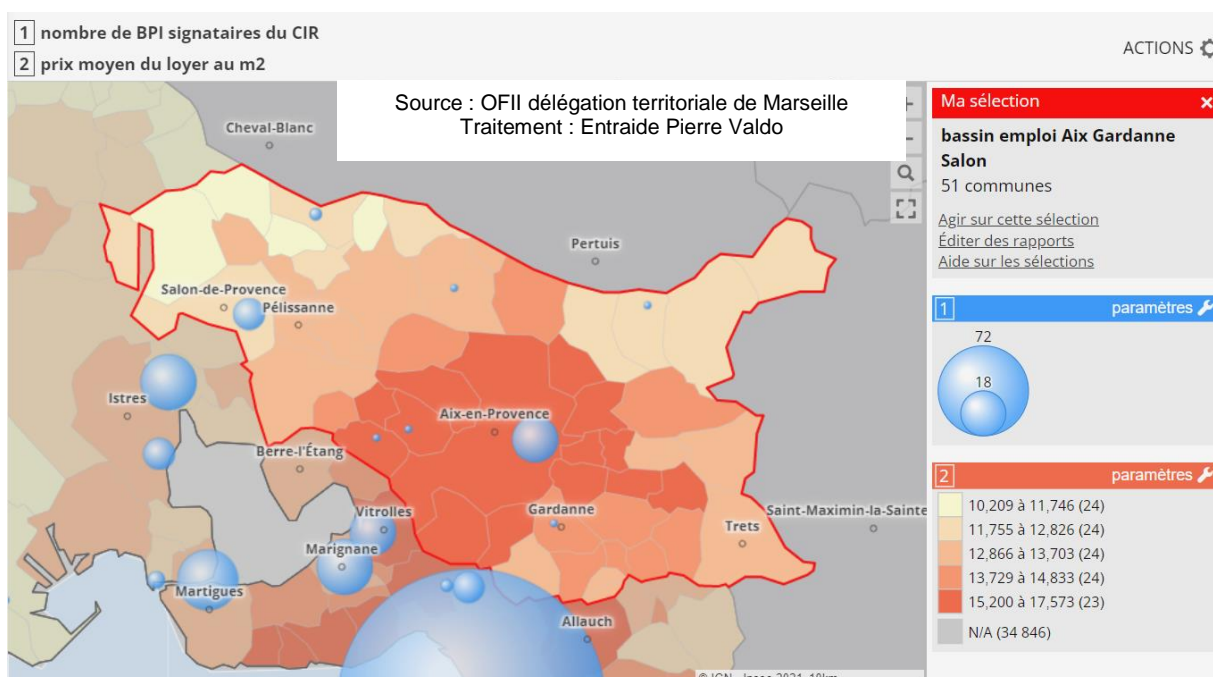 1 nombre de BPI signataires du CIR
2 prix moyen du loyer au m2
ACTIONS
Source : OFII délégation territoriale de Marseille
Traitement : Entraide Pierre Valdo
Ma sélection
bassin emploi Aix Gardanne
Salon
51 communes
Agir sur cette sélection
Éditer des rapports
Aide sur les sélections
1 paramètres
72
18
2 paramètres
10,209 à 11,746 (24)
11,755 à 12,826 (24)
12,866 à 13,703 (24)
13,729 à 14,833 (24)
15,200 à 17,573 (23)
N/A (34 846)
Cheval-Blanc
Pertuis
Salon-de-Provence
Pélissanne
Istres
Aix-en-Provence
Berre-l'Étang
Vitrolles
Gardanne
Saint-Maximin-la-Sainte
Trets
Marignane
Martigues
Allauch